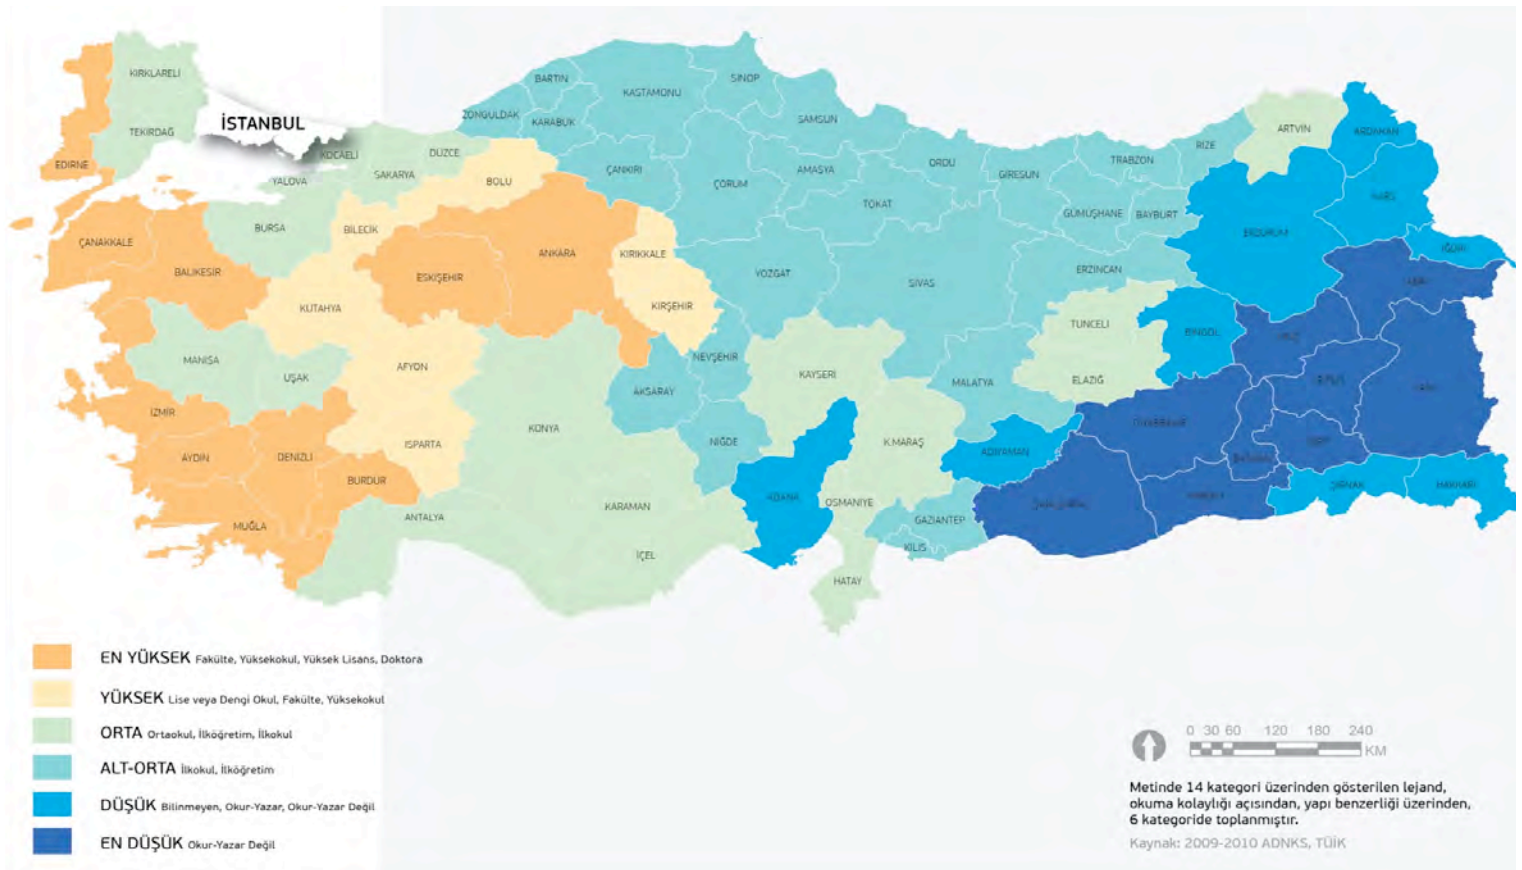 KIRKLARELİ
TEKİRDAĞ
EDİRNE
İSTANBUL
KOCAELİ
YALOVA
SAKARYA
DÜZCE
BOLU
ZONGULDAK
BARTIN
KARABÜK
KASTAMONU
SİNOP
SAMSUN
ÇANKIRI
ÇORUM
AMASYA
TOKAT
ORDU
GİRESUN
TRABZON
RİZE
ARTVİN
ARDAHAN
KARS
GÜMÜŞHANE
BAYBURT
ERZURUM
IĞDIR
ERZİNCAN
ÇANAKKALE
BALIKESİR
BURSA
BİLECİK
ESKİŞEHİR
ANKARA
KIRIKKALE
KIRŞEHİR
YOZGAT
SİVAS
KÜTAHYA
MANİSA
UŞAK
AFYON
TUNCELİ
BİNGÖL
ELAZIĞ
MALATYA
NEVŞEHİR
KAYSERİ
AKSARAY
NİĞDE
KONYA
İZMİR
AYDIN
DENİZLİ
ISPARTA
BURDUR
MUĞLA
ANTALYA
KARAMAN
İÇEL
ADANA
K.MARAŞ
OSMANİYE
ADIYAMAN
GAZİANTEP
KİLİS
HATAY
ŞIRNAK
HAKKARİ
EN YÜKSEK Fakülte, Yüksekokul, Yüksek Lisans, Doktora
YÜKSEK Lise veya Dengi Okul, Fakülte, Yüksekokul
ORTA Ortaokul, İlköğretim, İlkokul
ALT-ORTA İlkokul, İlköğretim
DÜŞÜK Bilinmeyen, Okur-Yazar, Okur-Yazar Değil
EN DÜŞÜK Okur-Yazar Değil
0 30 60 120 180 240
KM
Metinde 14 kategori üzerinden gösterilen lejand,
okuma kolaylığı açısından, yapı benzerliği üzerinden,
6 kategoride toplanmıştır.
Kaynak: 2009-2010 ADNKS, TÜİK